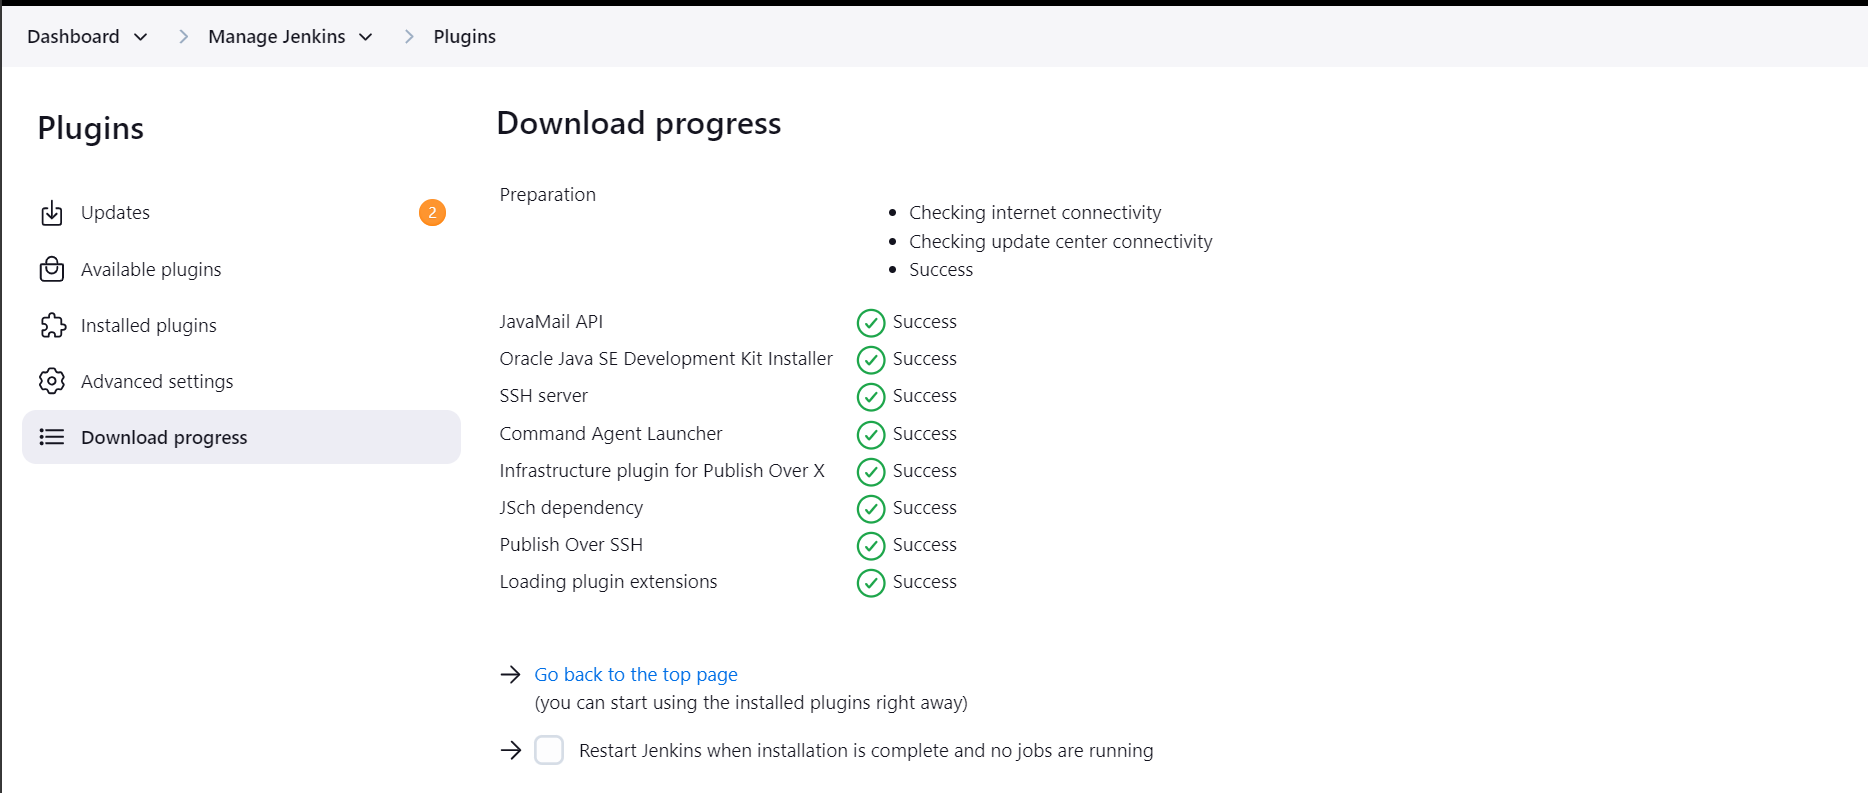 Dashboard
Manage Jenkins
Plugins
Plugins
Updates
2
Available plugins
Installed plugins
Advanced settings
Download progress
Download progress
Preparation
Checking internet connectivity
Checking update center connectivity
Success
JavaMail API Success
Oracle Java SE Development Kit Installer Success
SSH server Success
Command Agent Launcher Success
Infrastructure plugin for Publish Over X Success
JSch dependency Success
Publish Over SSH Success
Loading plugin extensions Success
Go back to the top page
(you can start using the installed plugins right away)
Restart Jenkins when installation is complete and no jobs are running